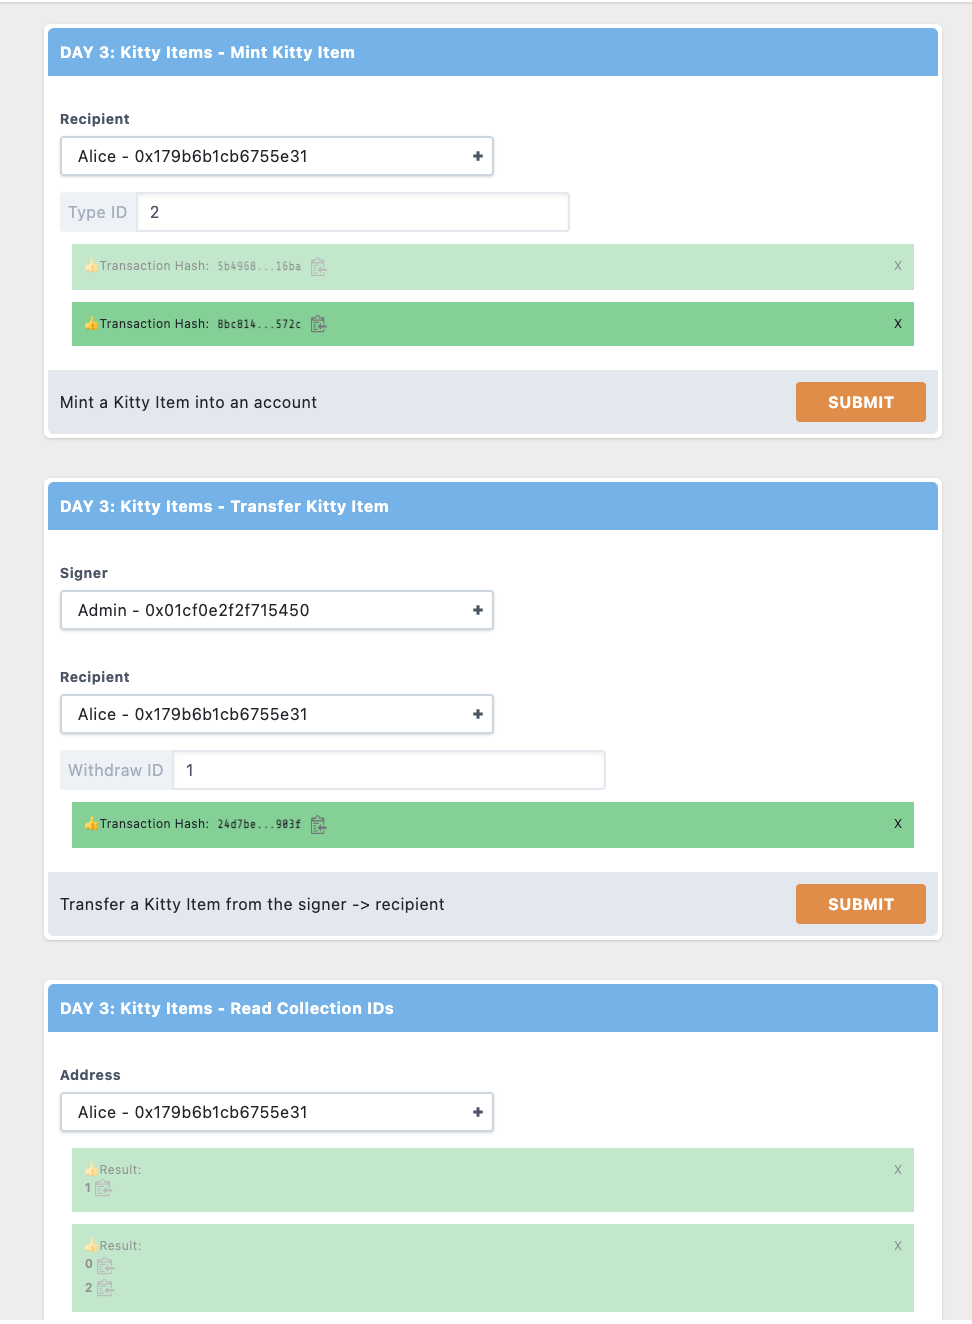 DAY 3: Kitty Items - Mint Kitty Item
Recipient
Alice - 0x179b6b1cb6755e31
Type ID 2
Transaction Hash: 5b4968...16ba X
Transaction Hash: 8bc814...572c X
Mint a Kitty Item into an account SUBMIT
DAY 3: Kitty Items - Transfer Kitty Item
Signer
Admin - 0x01cf0e2f2f715450
Recipient
Alice - 0x179b6b1cb6755e31
Withdraw ID 1
Transaction Hash: 24d7be...903f X
Transfer a Kitty Item from the signer -> recipient SUBMIT
DAY 3: Kitty Items - Read Collection IDs
Address
Alice - 0x179b6b1cb6755e31
Result: X
1
Result: X
0
2